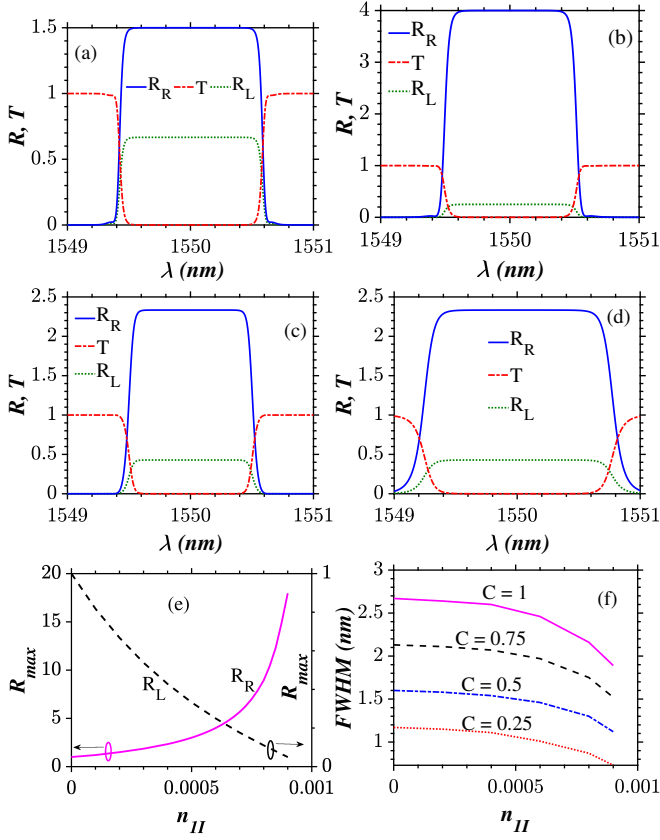 (a)
R_R T R_L
R, T
1.5
1
0.5
0
1549 1550 1551
λ (nm)
(b)
R_R
T
R_L
R, T
4
3
2
1
0
1549 1550 1551
λ (nm)
(c)
R_R
T
R_L
R, T
2.5
2
1.5
1
0.5
0
1549 1550 1551
λ (nm)
(d)
R_R
T
R_L
R, T
2.5
2
1.5
1
0.5
0
1549 1550 1551
λ (nm)
(e)
R_max
20
15
10
5
0
R_L
R_R
1
0
R_max
0 0.0005 0.001
n_1I
(f)
FWHM (nm)
3
2.5
2
1.5
1
C = 1
C = 0.75
C = 0.5
C = 0.25
0 0.0005 0.001
n_1I